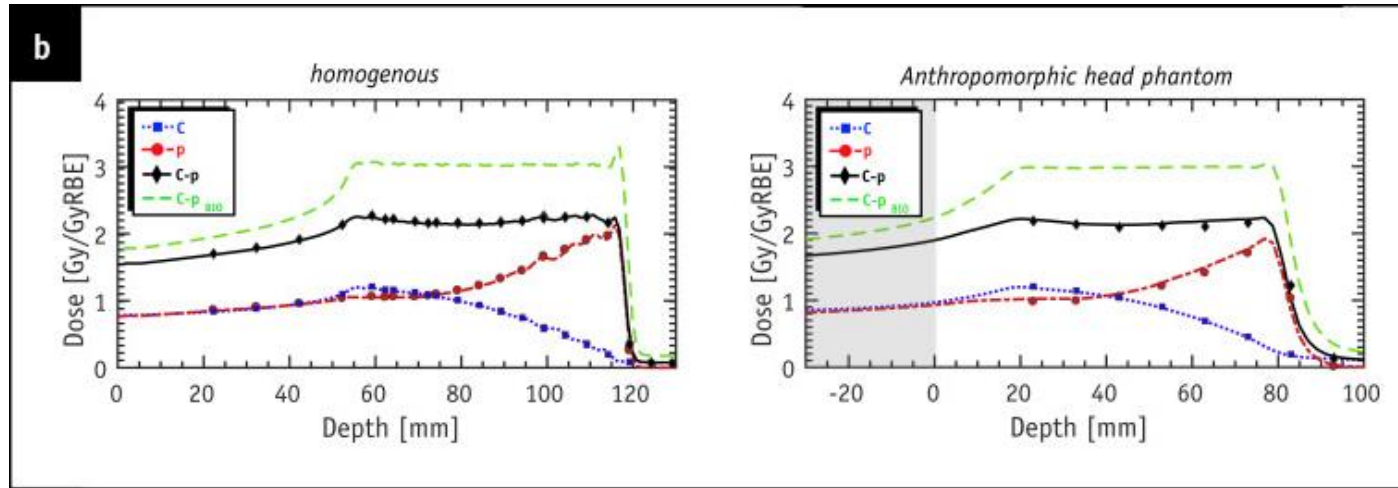 b
homogenous
Anthropomorphic head phantom
4
3
2
1
0
Dose [Gy/GyRBE]
C
p
C-p
C-p BIO
0 20 40 60 80 100 120
Depth [mm]
4
3
2
1
0
Dose [Gy/GyRBE]
C
p
C-p
C-p BIO
-20 0 20 40 60 80 100
Depth [mm]